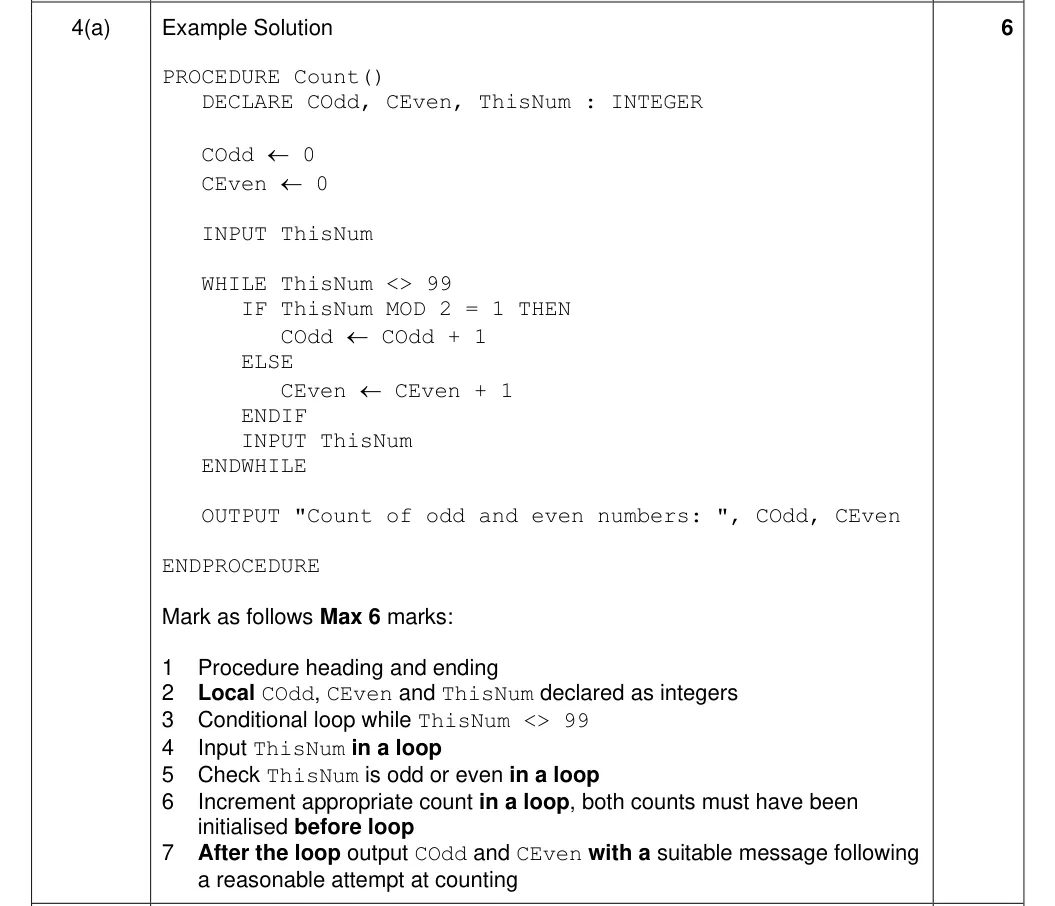 4(a) Example Solution 6
PROCEDURE Count()
DECLARE COdd, CEven, ThisNum : INTEGER
COdd ← 0
CEven ← 0
INPUT ThisNum
WHILE ThisNum <> 99
IF ThisNum MOD 2 = 1 THEN
COdd ← COdd + 1
ELSE
CEven ← CEven + 1
ENDIF
INPUT ThisNum
ENDWHILE
OUTPUT "Count of odd and even numbers: ", COdd, CEven
ENDPROCEDURE
Mark as follows Max 6 marks:
1 Procedure heading and ending
2 Local COdd, CEven and ThisNum declared as integers
3 Conditional loop while ThisNum <> 99
4 Input ThisNum in a loop
5 Check ThisNum is odd or even in a loop
6 Increment appropriate count in a loop, both counts must have been
initialised before loop
7 After the loop output COdd and CEven with a suitable message following
a reasonable attempt at counting